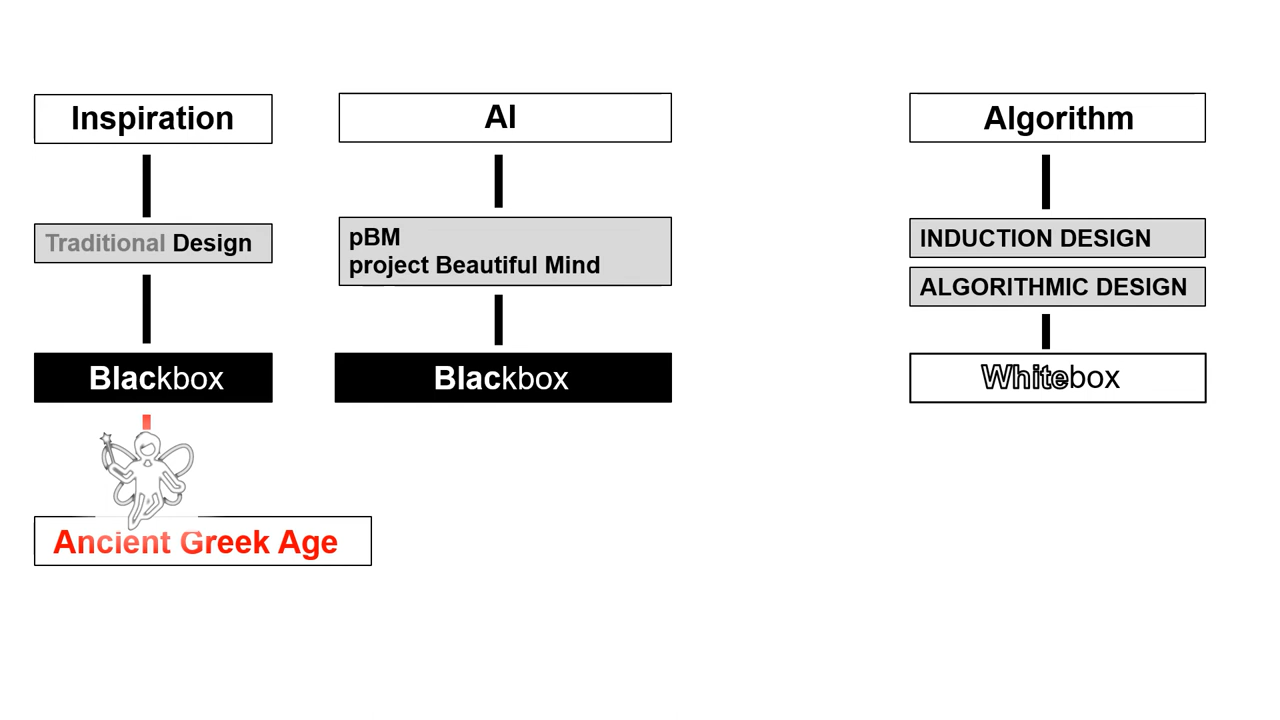 Inspiration
Traditional Design
Blackbox
Ancient Greek Age
AI
pBM
project Beautiful Mind
Blackbox
Algorithm
INDUCTION DESIGN
ALGORITHMIC DESIGN
Whitebox